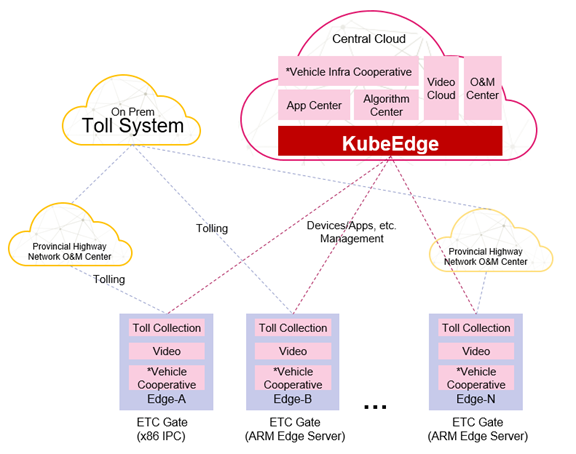 Central Cloud
*Vehicle Infra Cooperative
Video
Cloud
O&M
Center
App Center
Algorithm
Center
KubeEdge
On Prem
Toll System
Provincial Highway
Network O&M Center
Tolling
Tolling
Devices/Apps, etc.
Management
Provincial Highway
Network O&M Center
Toll Collection
Video
*Vehicle
Cooperative
Edge-A
ETC Gate
(x86 IPC)
Toll Collection
Video
*Vehicle
Cooperative
Edge-B
ETC Gate
(ARM Edge Server)
...
Toll Collection
Video
*Vehicle
Cooperative
Edge-N
ETC Gate
(ARM Edge Server)